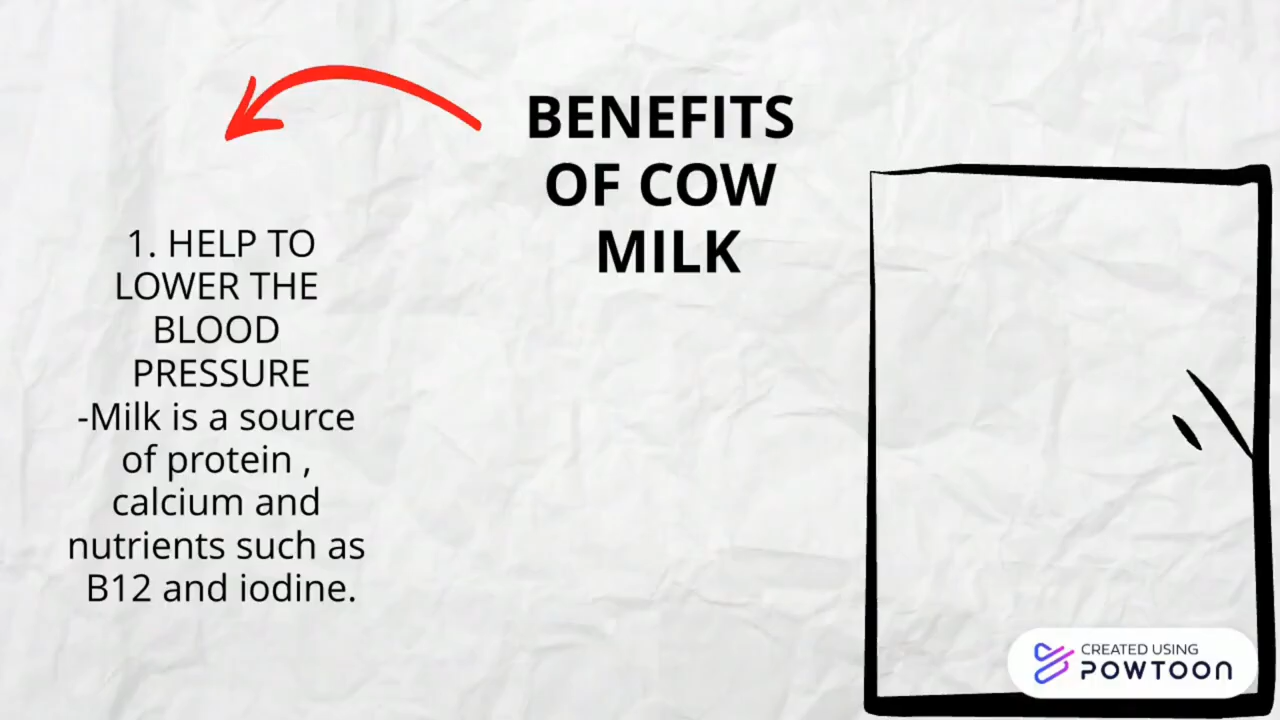 BENEFITS
OF COW
MILK
1. HELP TO
LOWER THE
BLOOD
PRESSURE
-Milk is a source
of protein ,
calcium and
nutrients such as
B12 and iodine.
CREATED USING
POWTOON